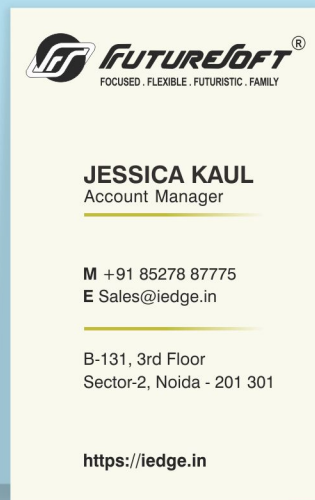 FUTURESOFT®
FOCUSED . FLEXIBLE . FUTURISTIC . FAMILY
JESSICA KAUL
Account Manager
M +91 85278 87775
E Sales@iedge.in
B-131, 3rd Floor
Sector-2, Noida - 201 301
https://iedge.in